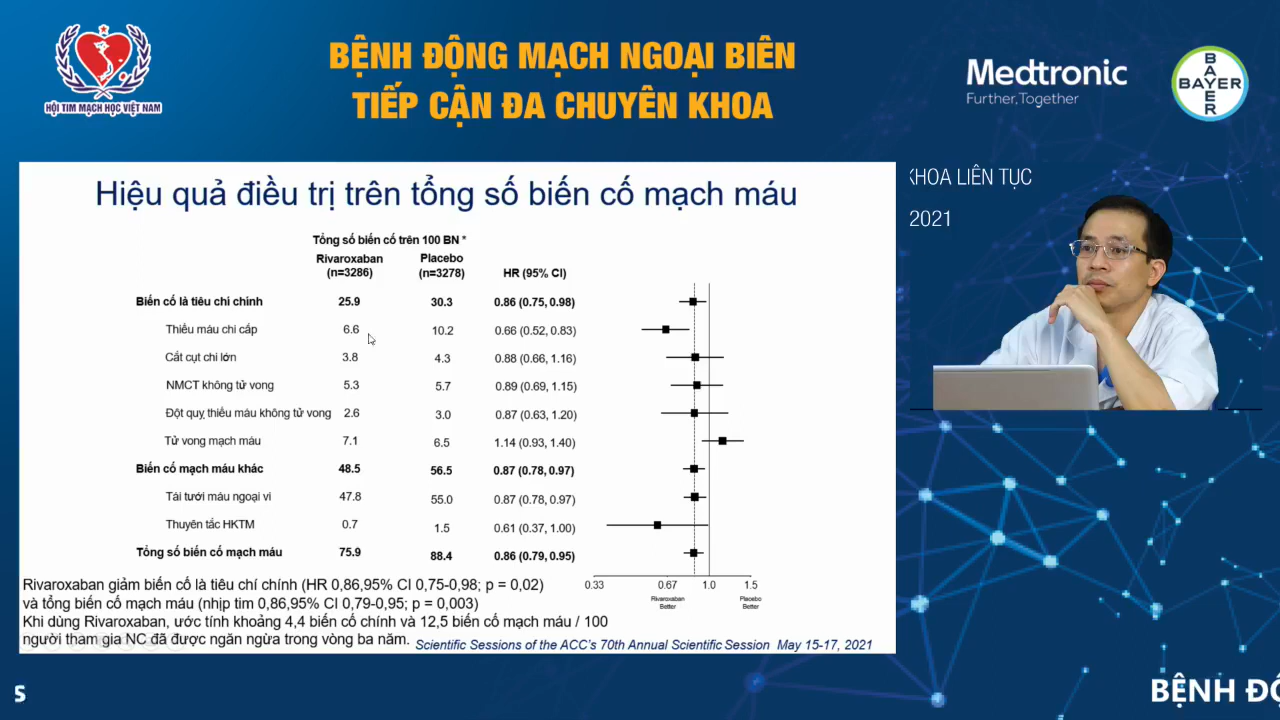 HỘI TIM MẠCH HỌC VIỆT NAM
BỆNH ĐỘNG MẠCH NGOẠI BIÊN
TIẾP CẬN ĐA CHUYÊN KHOA
Medtronic
Further, Together
BAYER
BAYER
KHOA LIÊN TỤC
2021
Hiệu quả điều trị trên tổng số biến cố mạch máu
Tổng số biến cố trên 100 BN *
Rivaroxaban (n=3286) Placebo (n=3278) HR (95% CI)
Biến cố là tiêu chi chính 25.9 30.3 0.86 (0.75, 0.98)
Thiếu máu chi cấp 6.6 10.2 0.66 (0.52, 0.83)
Cắt cụt chi lớn 3.8 4.3 0.88 (0.66, 1.16)
NMCT không tử vong 5.3 5.7 0.89 (0.69, 1.15)
Đột quỵ thiếu máu không tử vong 2.6 3.0 0.87 (0.63, 1.20)
Tử vong mạch máu 7.1 6.5 1.14 (0.93, 1.40)
Biến cố mạch máu khác 48.5 56.5 0.87 (0.78, 0.97)
Tái tưới máu ngoại vi 47.8 55.0 0.87 (0.78, 0.97)
Thuyên tắc HKTM 0.7 1.5 0.61 (0.37, 1.00)
Tổng số biến cố mạch máu 75.9 88.4 0.86 (0.79, 0.95)
0.33 0.67 1.0 1.5
Rivaroxaban Better Placebo Better
Rivaroxaban giảm biến cố là tiêu chí chính (HR 0,86,95% CI 0,75-0,98; p = 0,02)
và tổng biến cố mạch máu (nhịp tim 0,86,95% CI 0,79-0,95; p = 0,003)
Khi dùng Rivaroxaban, ước tính khoảng 4,4 biến cố chính và 12,5 biến cố mạch máu / 100
người tham gia NC đã được ngăn ngừa trong vòng ba năm.
Scientific Sessions of the ACC's 70th Annual Scientific Session May 15-17, 2021
S
BỆNH ĐỘ